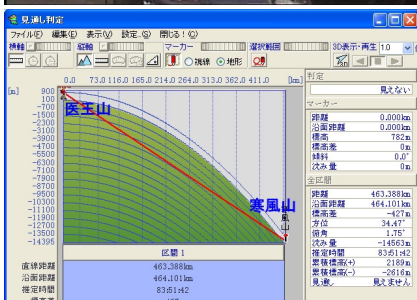 見通し判定
ファイル(F) 編集(E) 表示(V) 設定.(S) 閉じる!(C)
横軸 縦軸 マーカー 選択範囲 3D表示・再生 1.0
視線 地形
0.0 73.0 116.0 165.0 214.0 264.0 313.0 362.0 411.0 [km]
[m]
900
100
-700
-1500
-2300
-3100
-3900
-4700
-5500
-6300
-7100
-7900
-8700
-9500
-10300
-11100
-11900
-12700
-13500
-14395
医王山
寒風山
風山
区間 1
直線距離 463.388km
沿面距離 464.101km
推定時間 83:51:42
判定
見えない
マーカー
距離 0.000km
沿面距離 0.000km
標高 782m
標高差 0m
傾斜 0.0°
沈み量 0m
全区間
距離 463.388km
沿面距離 464.101km
標高差 -427m
方位 34.47°
俯角 1.75°
沈み量 -14563m
推定時間 83:51:42
累積標高(+) 2189m
累積標高(-) -2616m
見通し 見えません